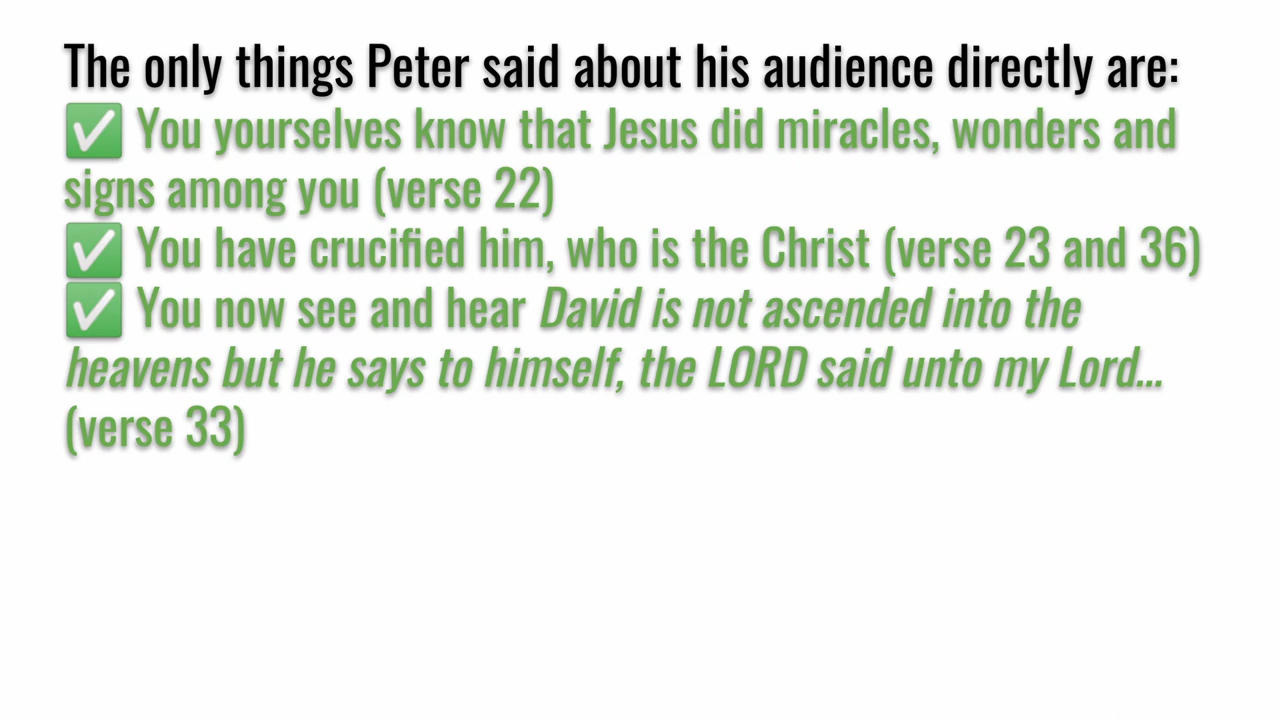 The only things Peter said about his audience directly are:
✅ You yourselves know that Jesus did miracles, wonders and
signs among you (verse 22)
✅ You have crucified him, who is the Christ (verse 23 and 36)
✅ You now see and hear David is not ascended into the
heavens but he says to himself, the LORD said unto my Lord...
(verse 33)